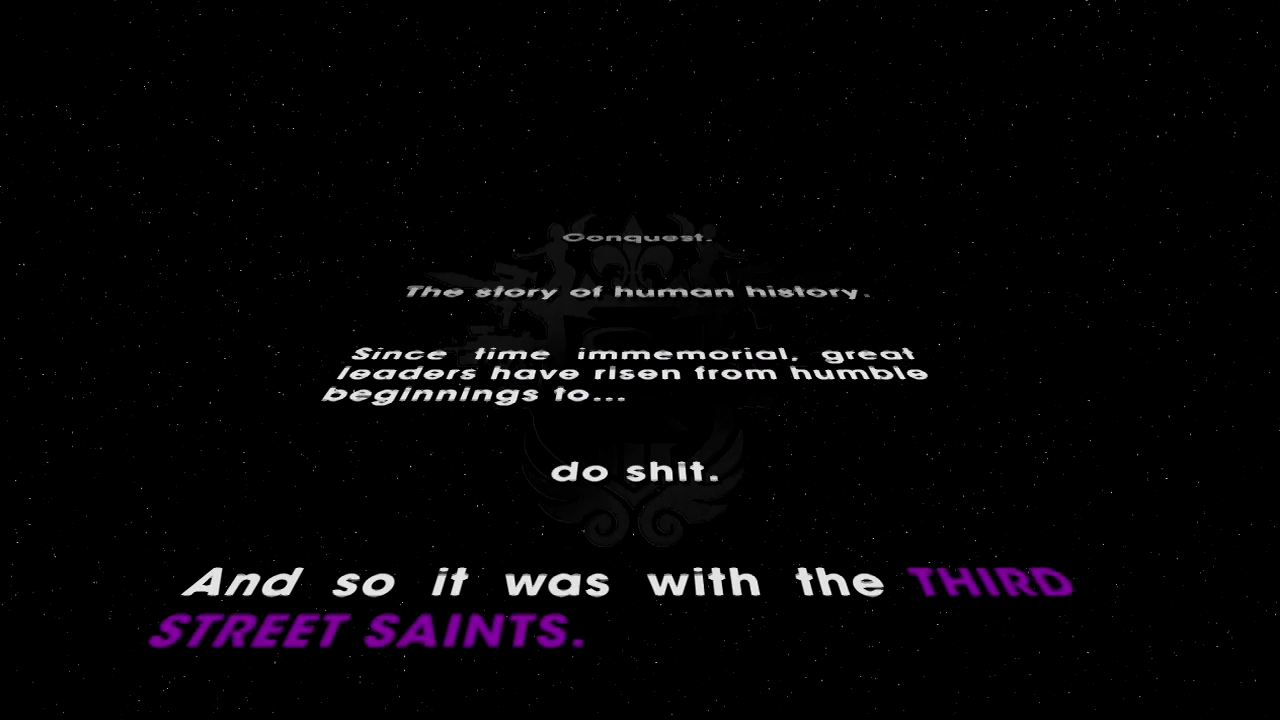 Conquest.
The story of human history.
Since time immemorial, great
leaders have risen from humble
beginnings to...
do shit.
And so it was with the THIRD
STREET SAINTS.